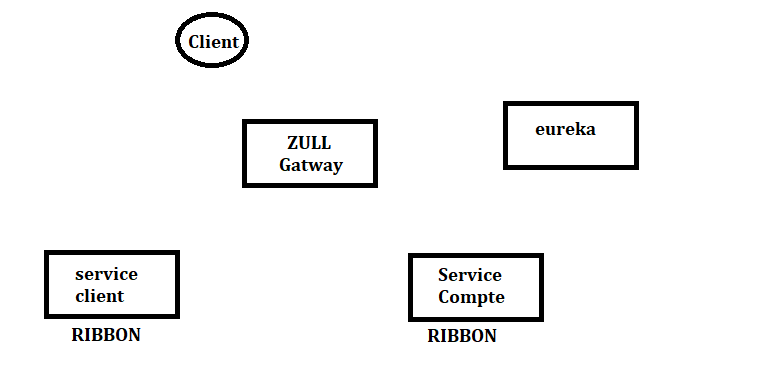 Client
ZULL
Gatway
eureka
service
client
RIBBON
Service
Compte
RIBBON